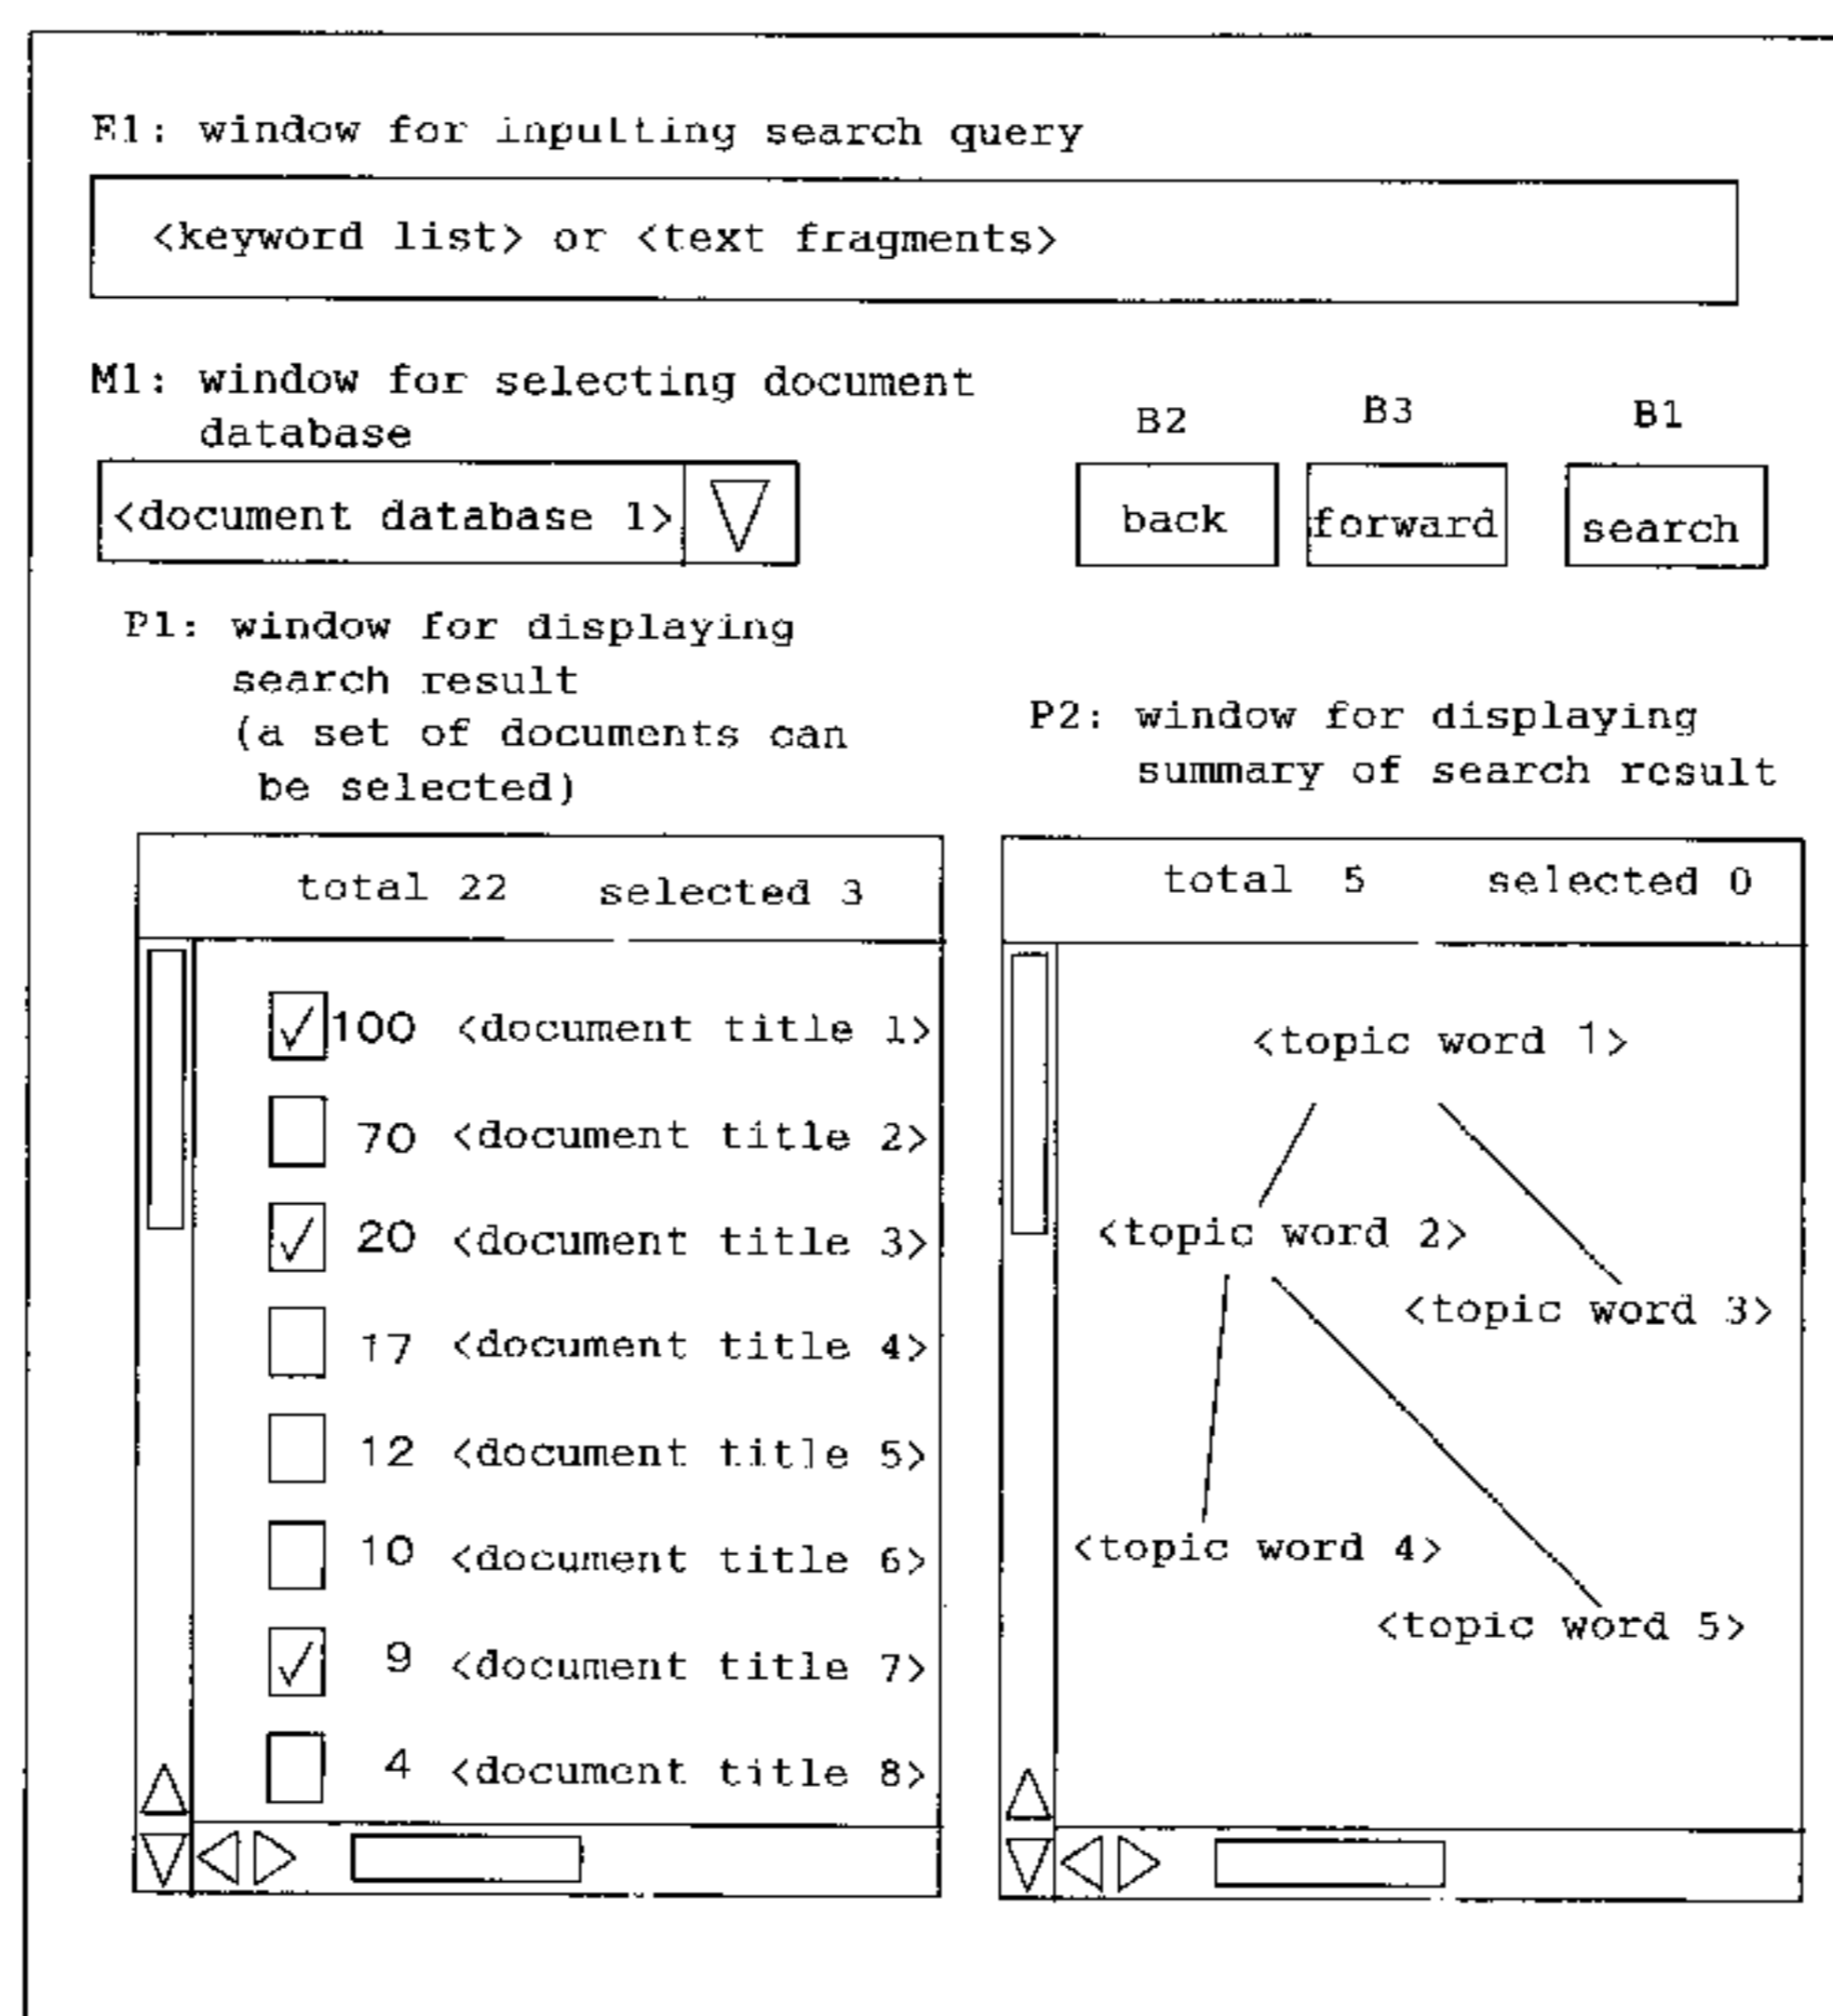 E1: window for inputting search query
<keyword list> or <text fragments>
M1: window for selecting document
database
<document database 1>
B2
B3
B1
back
forward
search
P1: window for displaying
search result
(a set of documents can
be selected)
total 22 selected 3
100 <document title 1>
70 <document title 2>
20 <document title 3>
17 <document title 4>
12 <document title 5>
10 <document title 6>
9 <document title 7>
4 <document title 8>
P2: window for displaying
summary of search result
total 5 selected 0
<topic word 1>
<topic word 2>
<topic word 3>
<topic word 4>
<topic word 5>